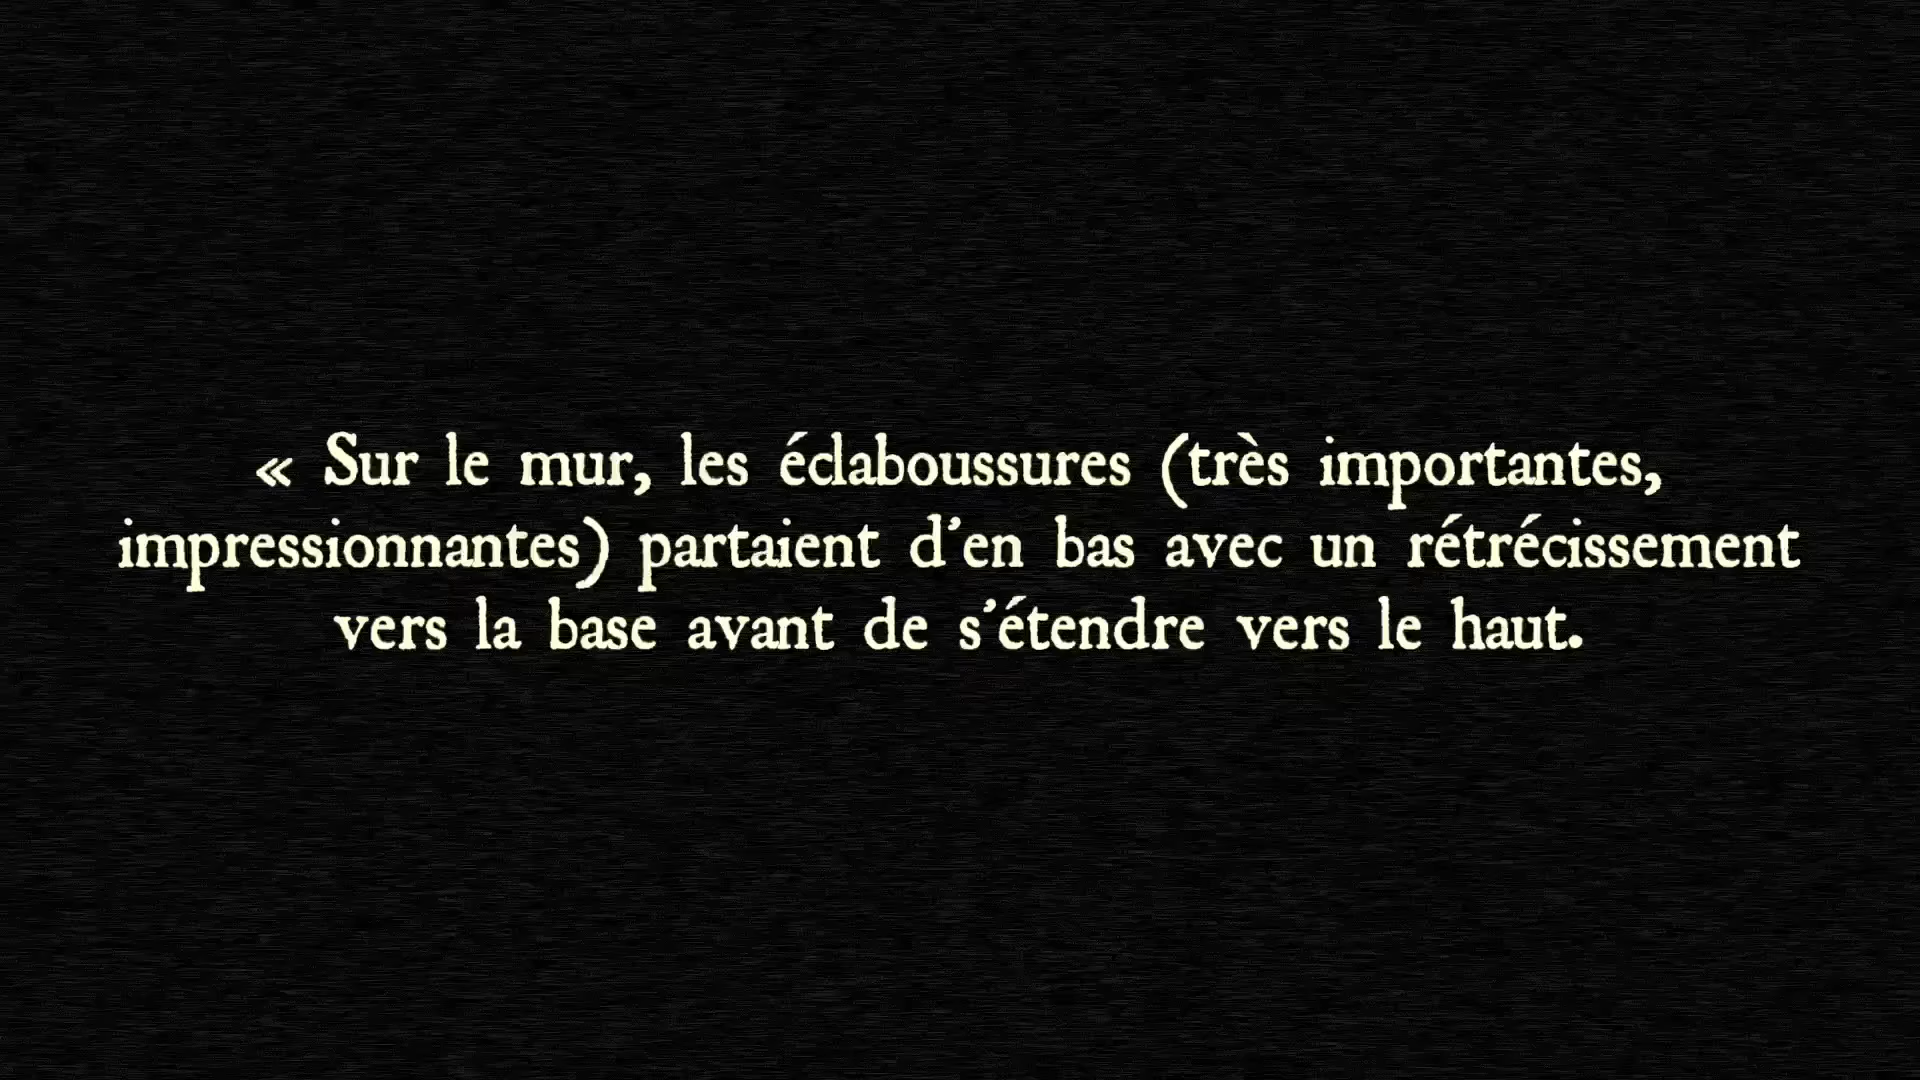 « Sur le mur, les éclaboussures (très importantes,
impressionnantes) partaient d'en bas avec un rétrécissement
vers la base avant de s'étendre vers le haut.